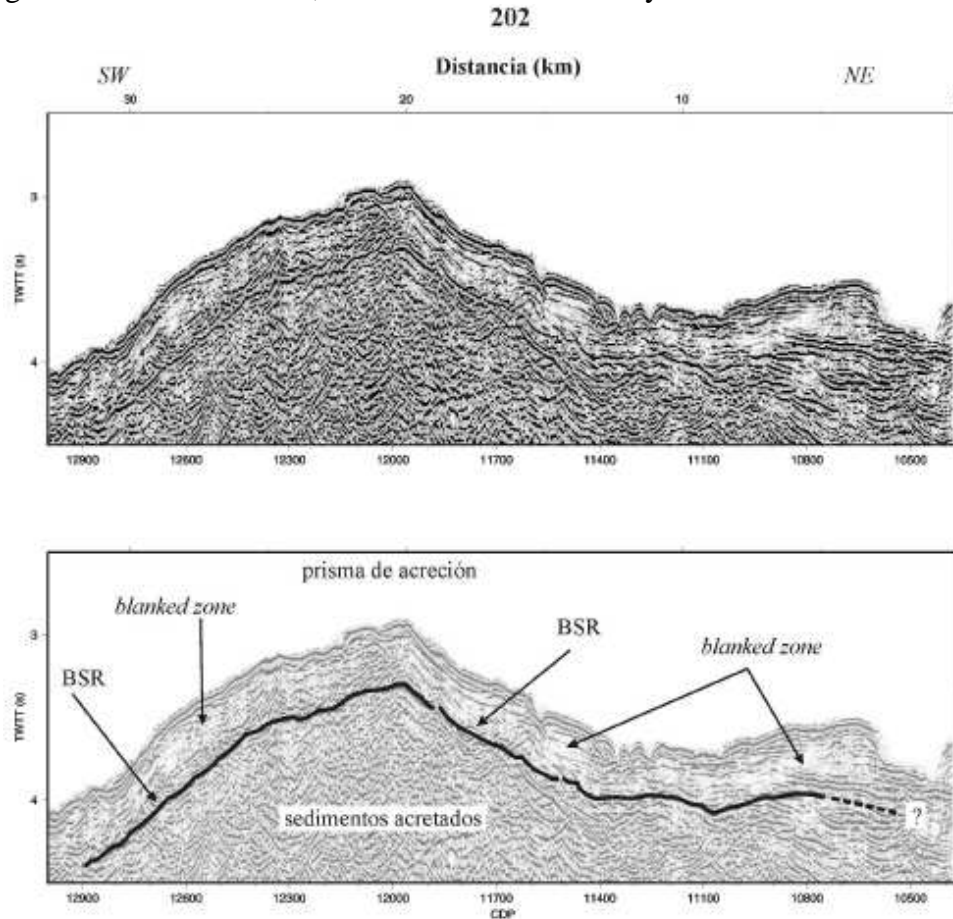 202
Distancia (km)
SW
NE
30
20
10
3
4
TWTT (s)
12900
12600
12300
12000
11700
11400
11100
10800
10500
prisma de acreción
blanked zone
BSR
BSR
blanked zone
sedimentos acretados
?
3
4
TWTT (s)
12900
12600
12300
12000
11700
11400
11100
10800
10500
CDP